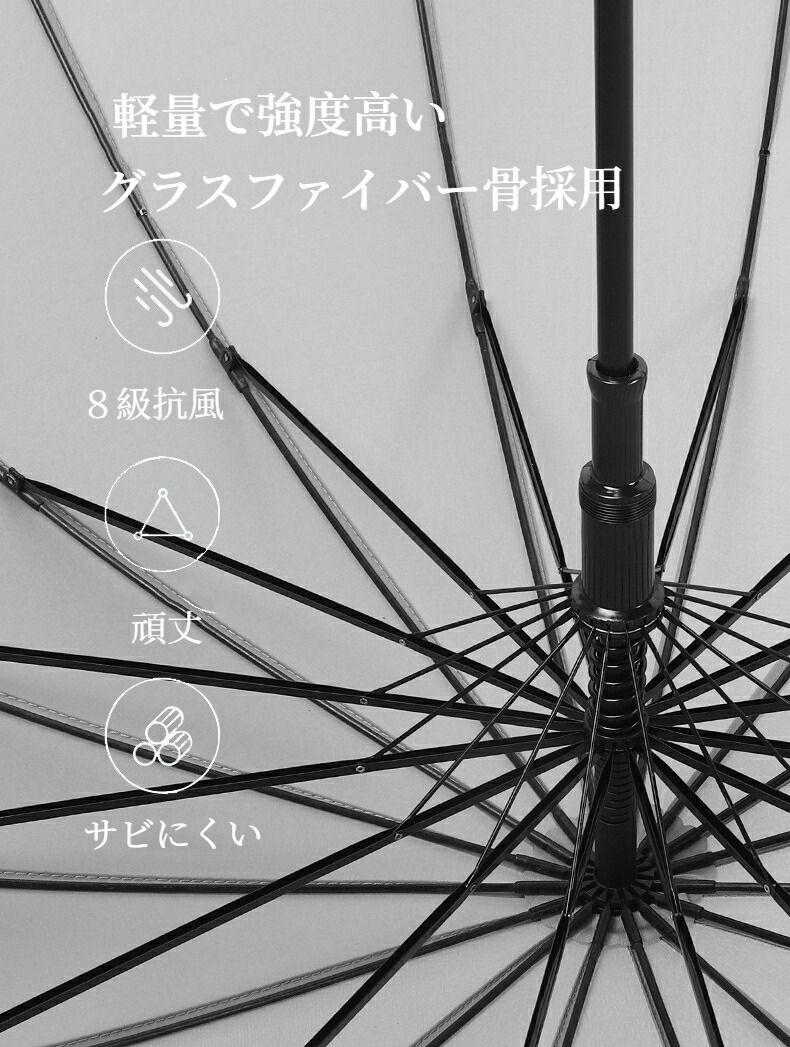 軽量で強度高い
グラスファイバー骨採用
８級抗風
頑丈
サビにくい